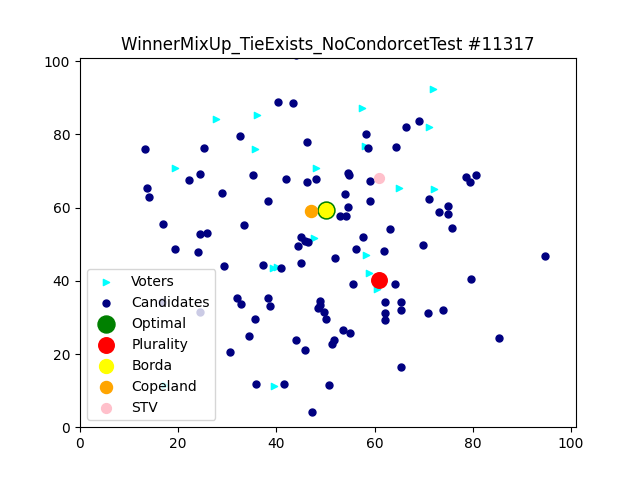 WinnerMixUp_TieExists_NoCondorcetTest #11317
100
80
60
40
20
0
0 20 40 60 80 100
Voters
Candidates
Optimal
Plurality
Borda
Copeland
STV